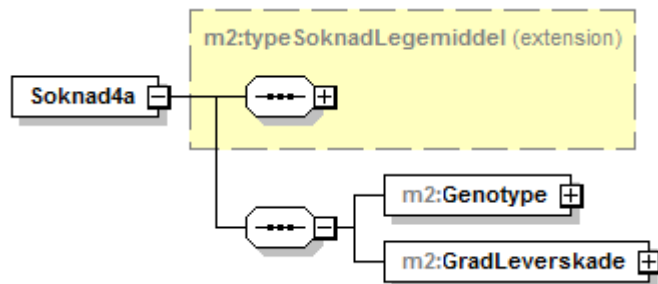 m2:typeSoknadLegemiddel (extension)
Soknad4a
m2:Genotype
m2:GradLeverskade